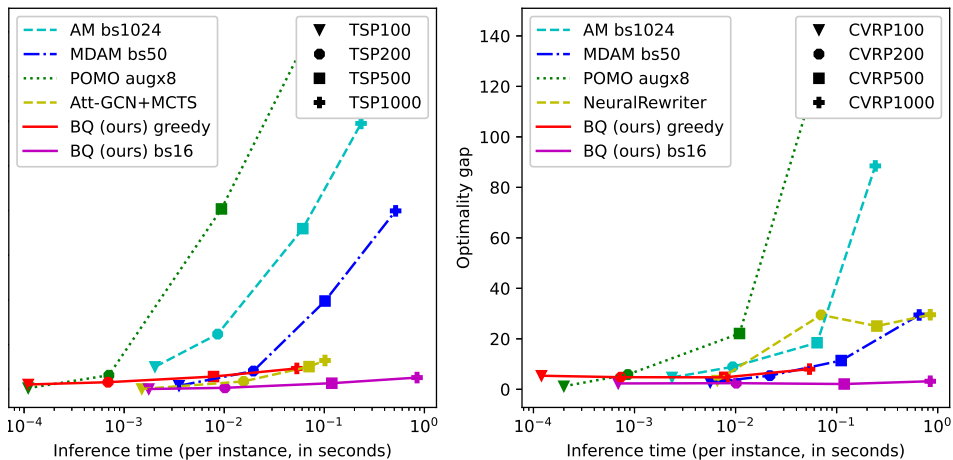 AM bs1024
MDAM bs50
POMO augx8
Att-GCN+MCTS
BQ (ours) greedy
BQ (ours) bs16
TSP100
TSP200
TSP500
TSP1000
10⁻⁴ 10⁻³ 10⁻² 10⁻¹ 10⁰
Inference time (per instance, in seconds)
AM bs1024
MDAM bs50
POMO augx8
NeuralRewriter
BQ (ours) greedy
BQ (ours) bs16
CVRP100
CVRP200
CVRP500
CVRP1000
Optimality gap
140
120
100
80
60
40
20
0
10⁻⁴ 10⁻³ 10⁻² 10⁻¹ 10⁰
Inference time (per instance, in seconds)